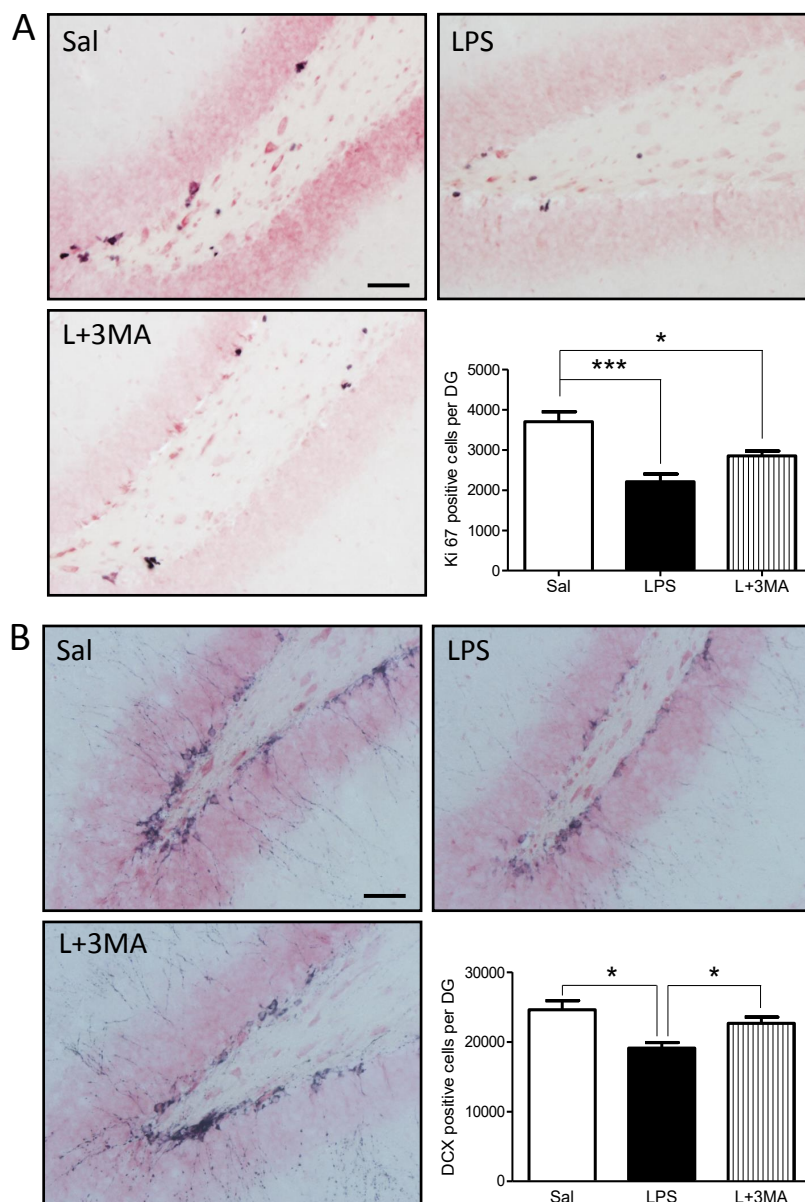 A
Sal
LPS
L+3MA
Ki 67 positive cells per DG
5000
4000
3000
2000
1000
0
***
*
Sal
LPS
L+3MA
B
Sal
LPS
L+3MA
DCX positive cells per DG
30000
20000
10000
0
*
*
Sal
LPS
L+3MA